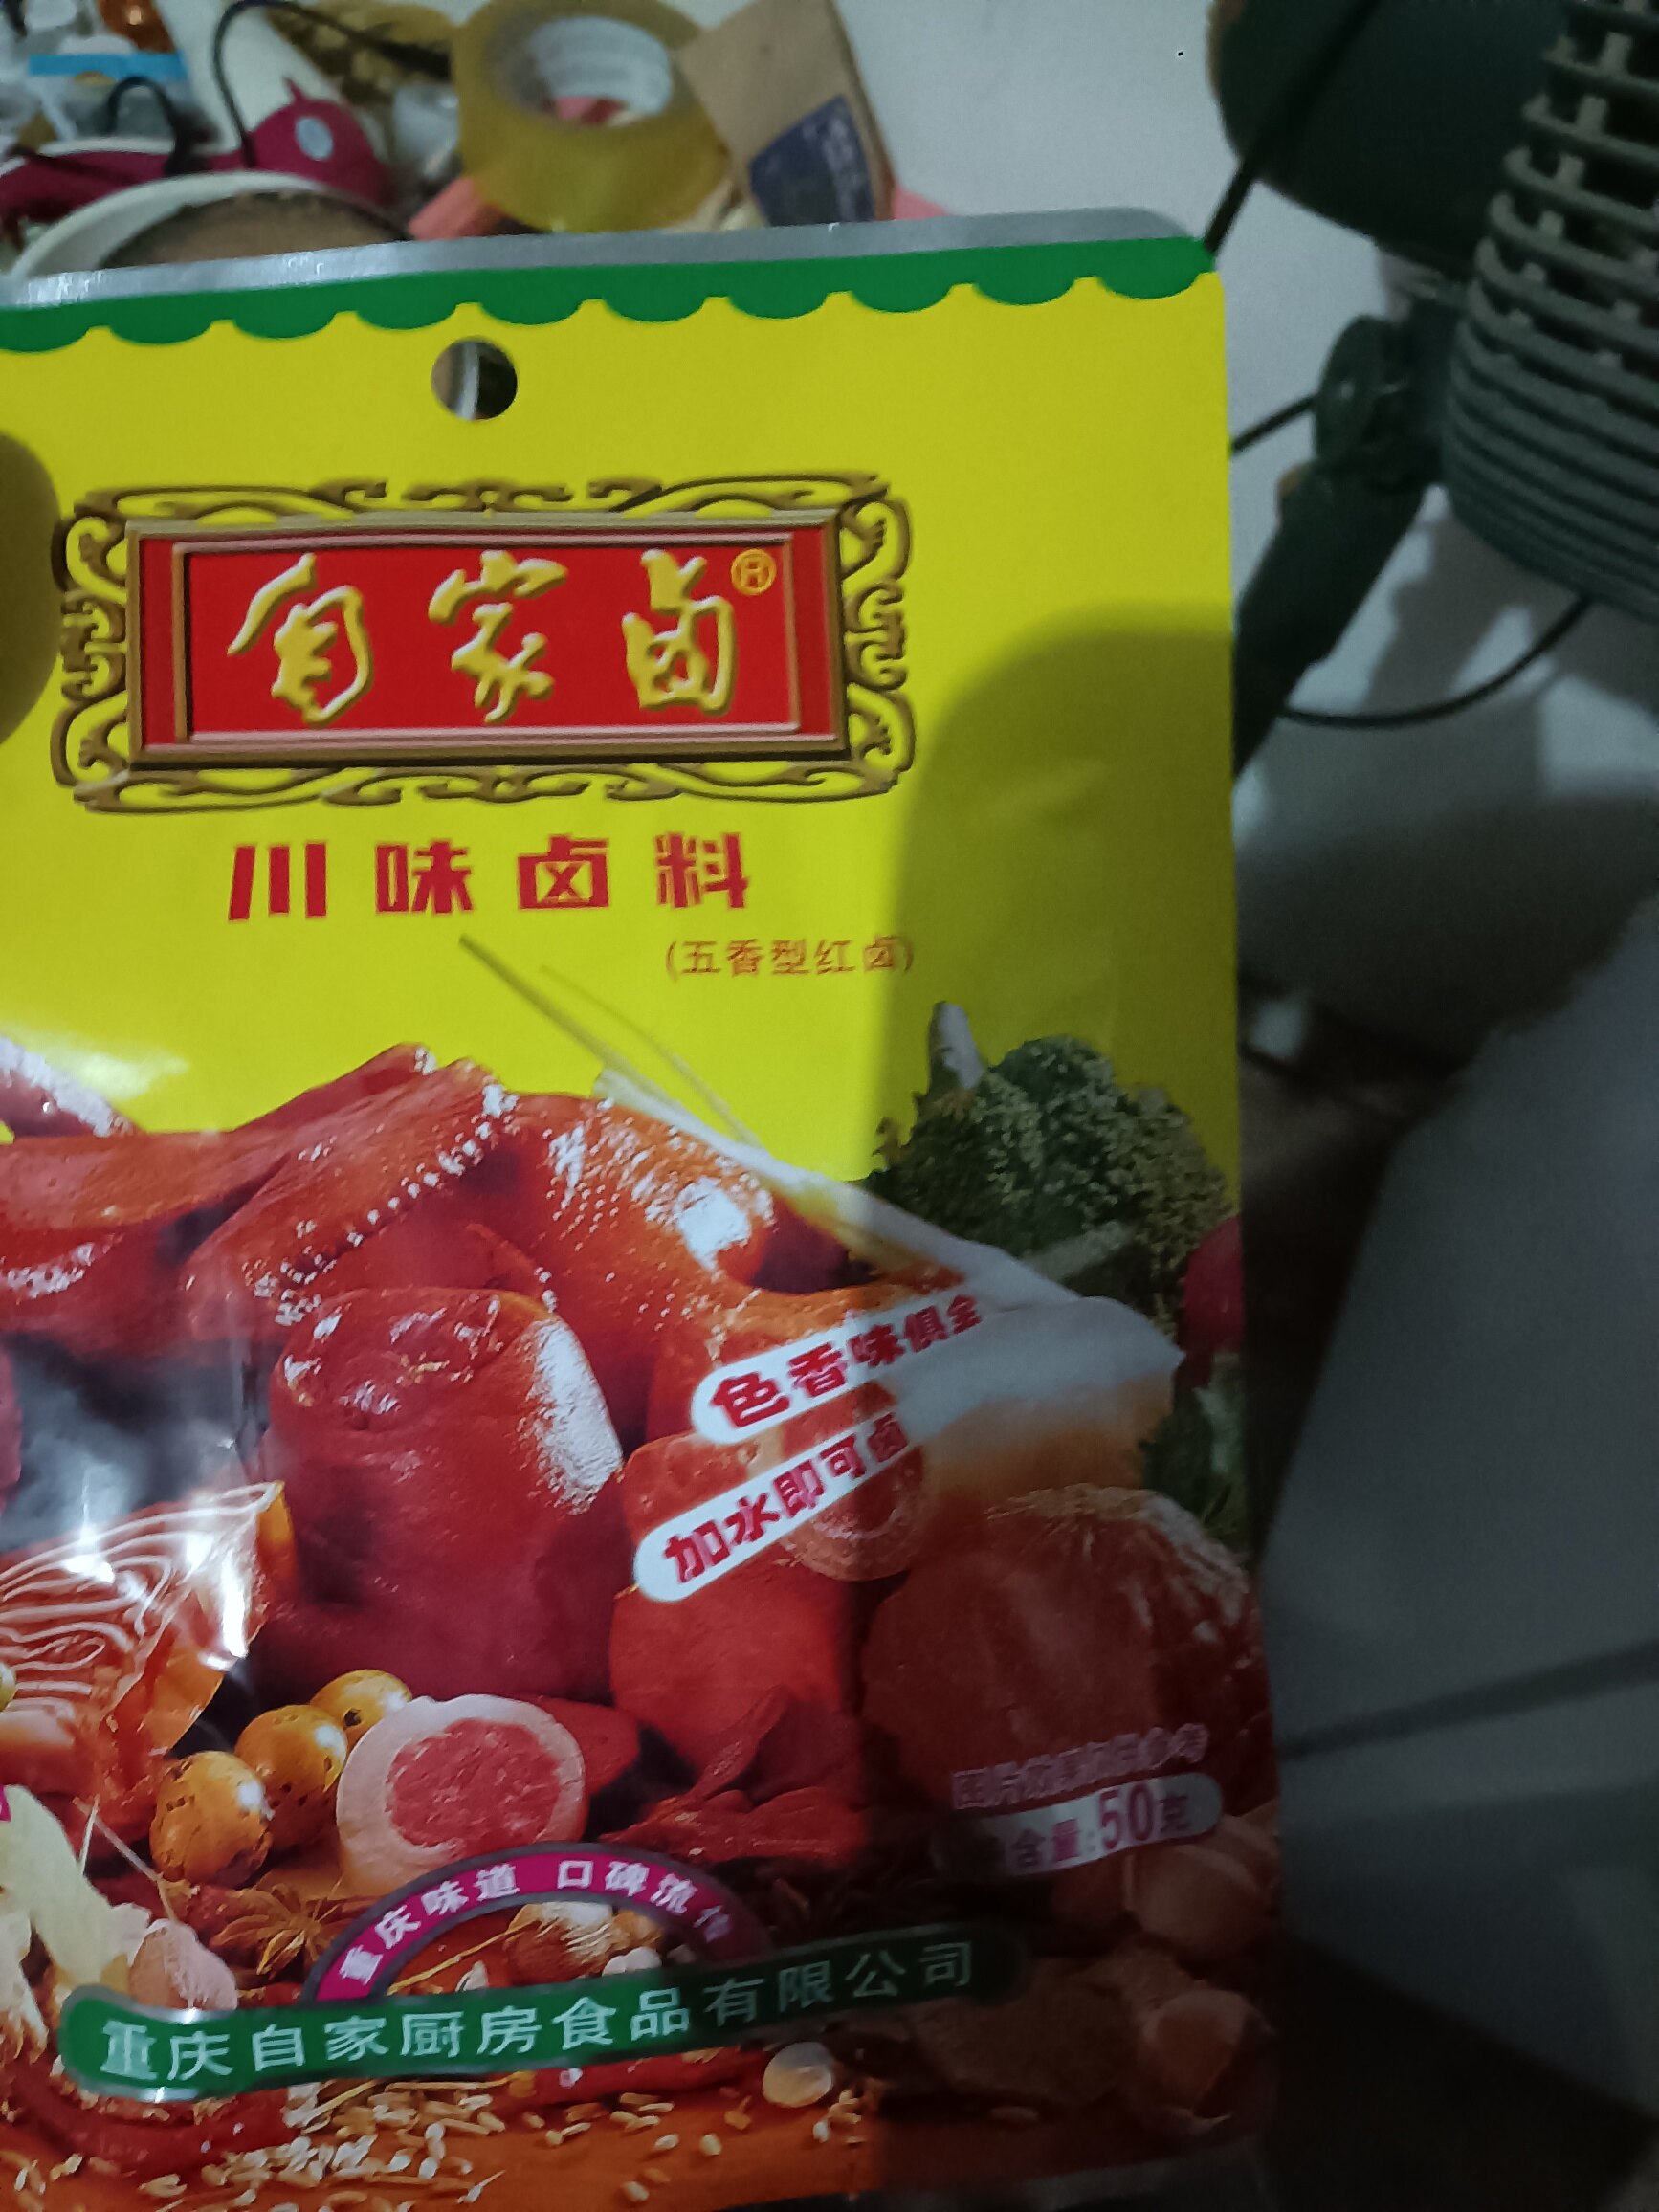 自家卤®
川味卤料
(五香型红卤)
色香味俱全
加水即可卤
含量:50克
重庆味道 口碑流传
重庆自家厨房食品有限公司